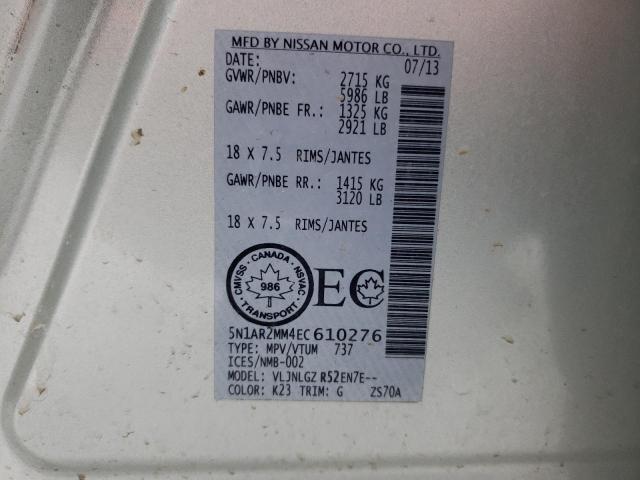 MFD BY NISSAN MOTOR CO., LTD.
DATE: 07/13
GVWR/PNBV: 2715 KG
5986 LB
GAWR/PNBE FR.: 1325 KG
2921 LB
18 X 7.5 RIMS/JANTES
GAWR/PNBE RR.: 1415 KG
3120 LB
18 X 7.5 RIMS/JANTES
CMVSS · CANADA · NSVAC
986
TRANSPORT
EC
5N1AR2MM4EC610276
TYPE: MPV/VTUM 737
ICES/NMB-002
MODEL: VLJNLGZ R52EN7E--
COLOR: K23 TRIM: G ZS70A